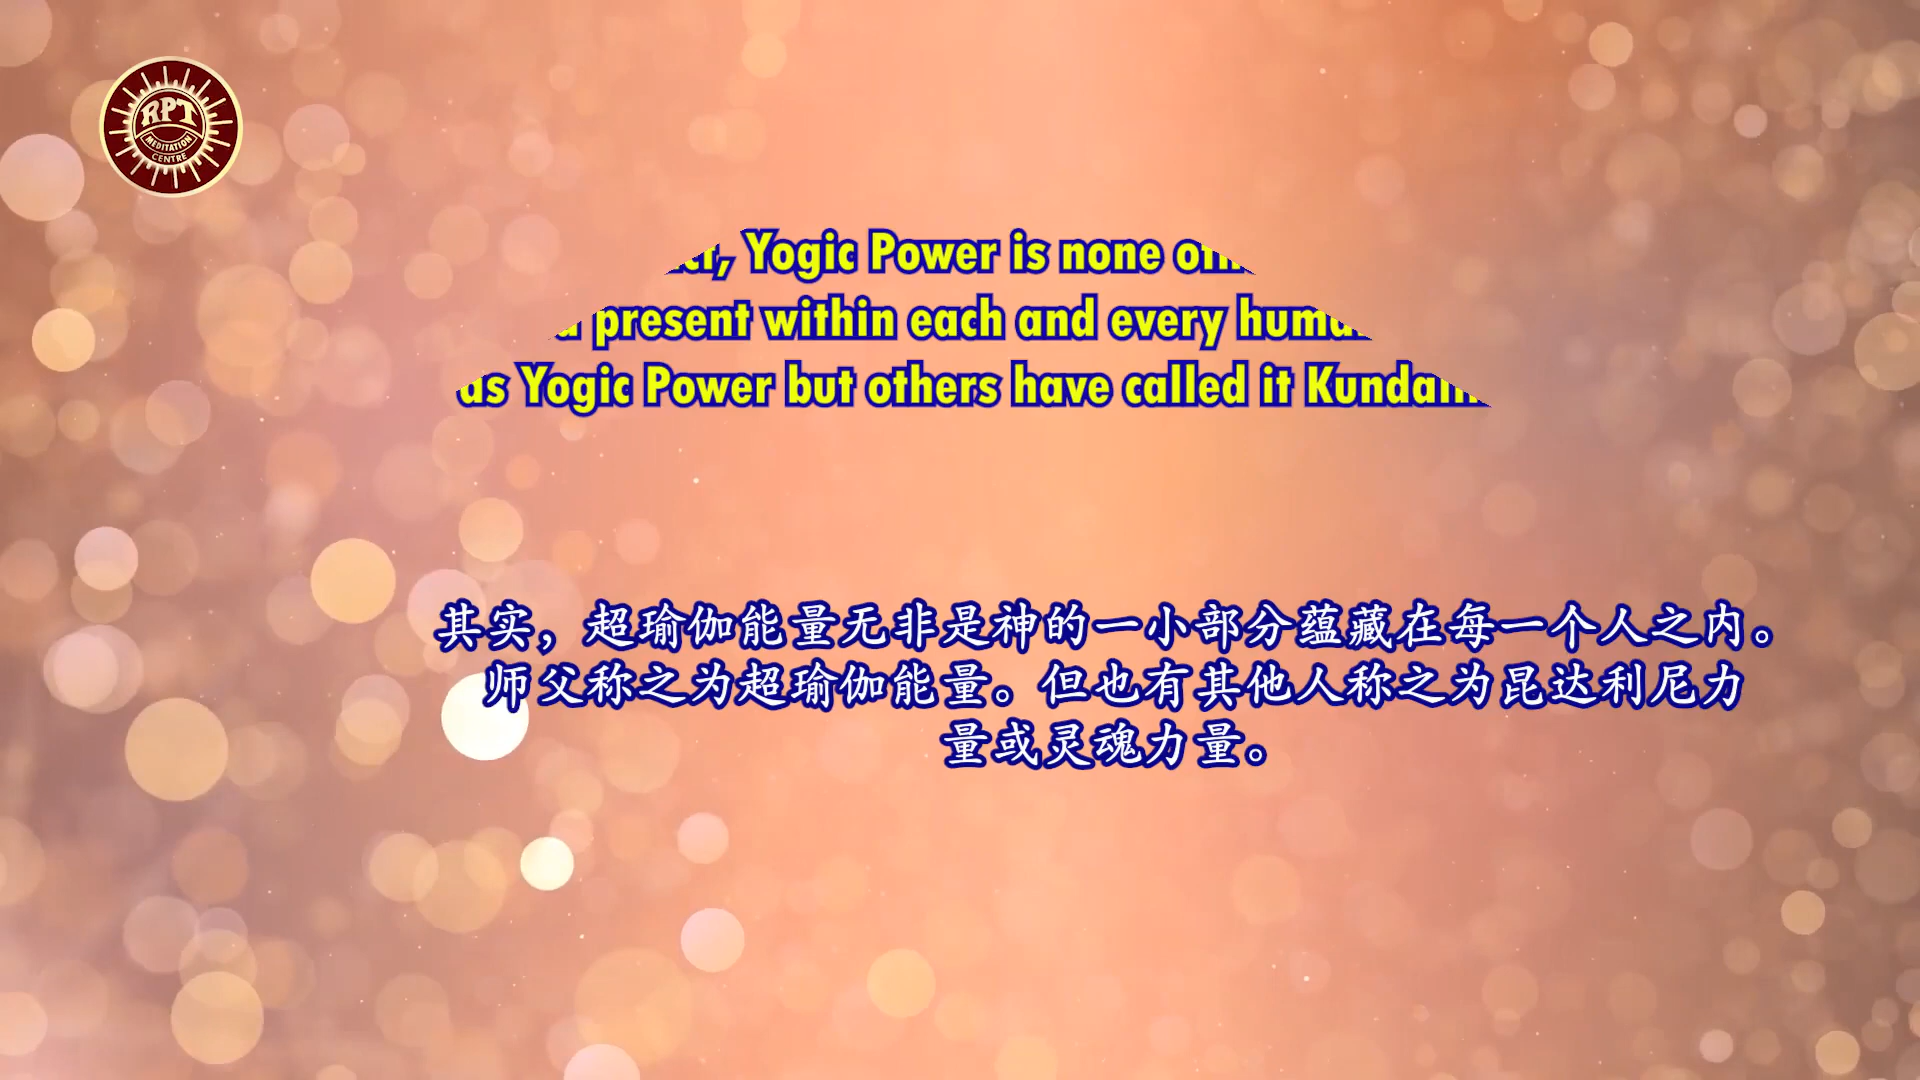 RPT
MEDITATION
CENTRE
, Yogic Power is none
present within each and every
as Yogic Power but others have called it
其实，超瑜伽能量无非是神的一小部分蕴藏在每一个人之内。
师父称之为超瑜伽能量。但也有其他人称之为昆达利尼力
量或灵魂力量。